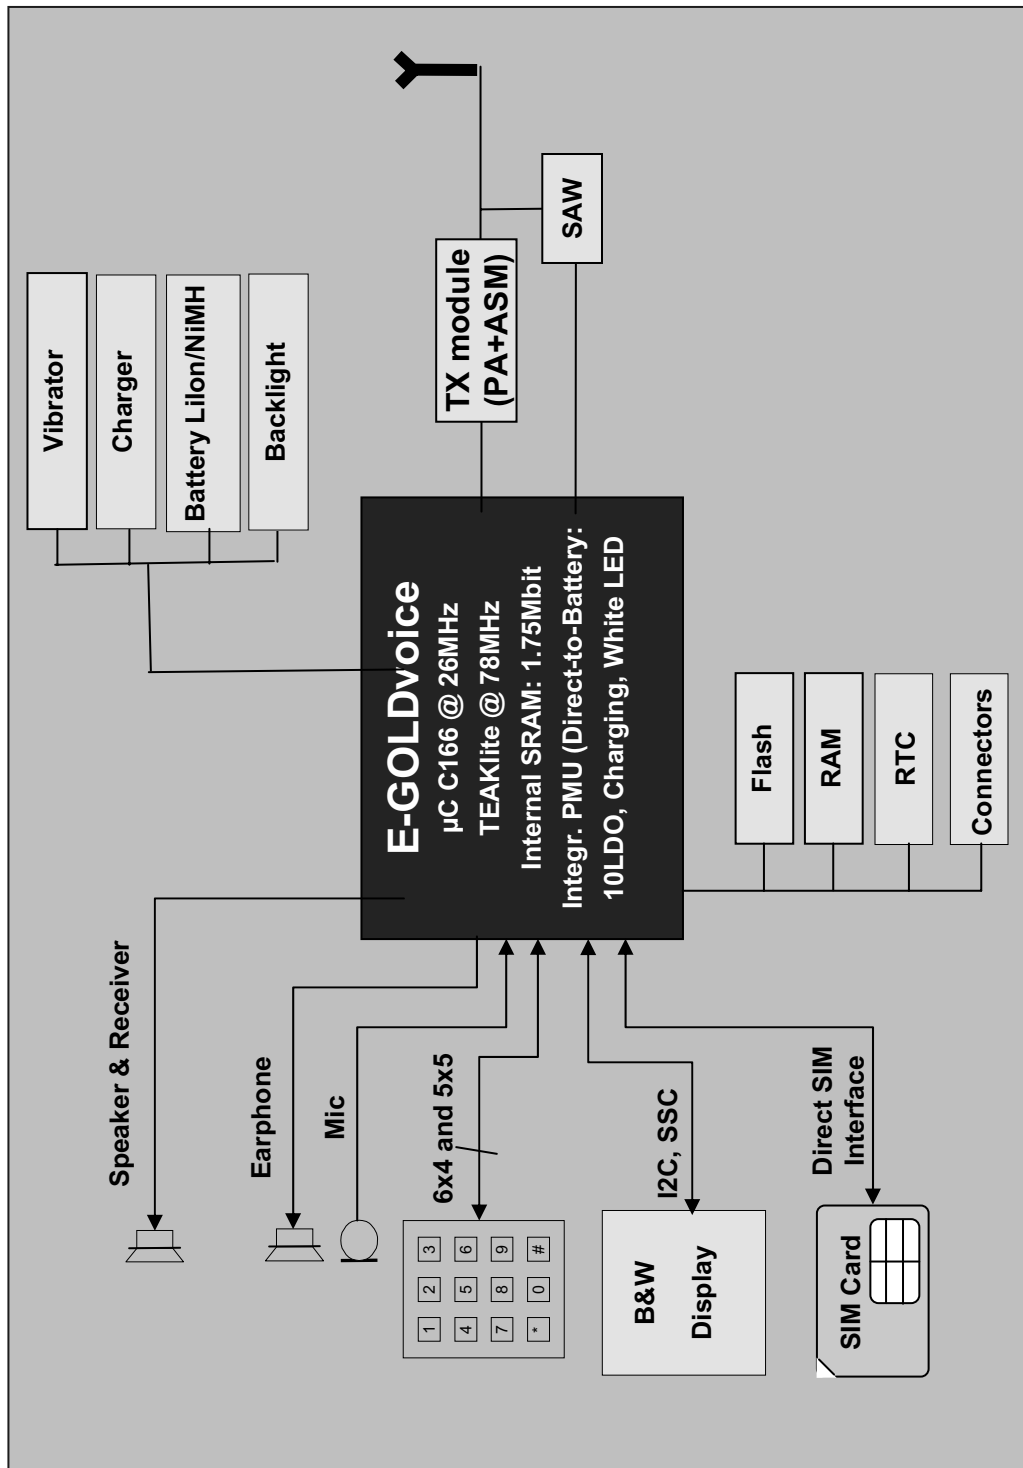 Speaker & Receiver
Earphone
Mic
6x4 and 5x5
1 2 3
4 5 6
7 8 9
* 0 #
I2C, SSC
B&W
Display
Direct SIM
Interface
SIM Card
E-GOLDvoice
µC C166 @ 26MHz
TEAKlite @ 78MHz
Internal SRAM: 1.75Mbit
Integr. PMU (Direct-to-Battery:
10LDO, Charging, White LED
Flash
RAM
RTC
Connectors
Vibrator
Charger
Battery LiIon/NiMH
Backlight
TX module
(PA+ASM)
SAW